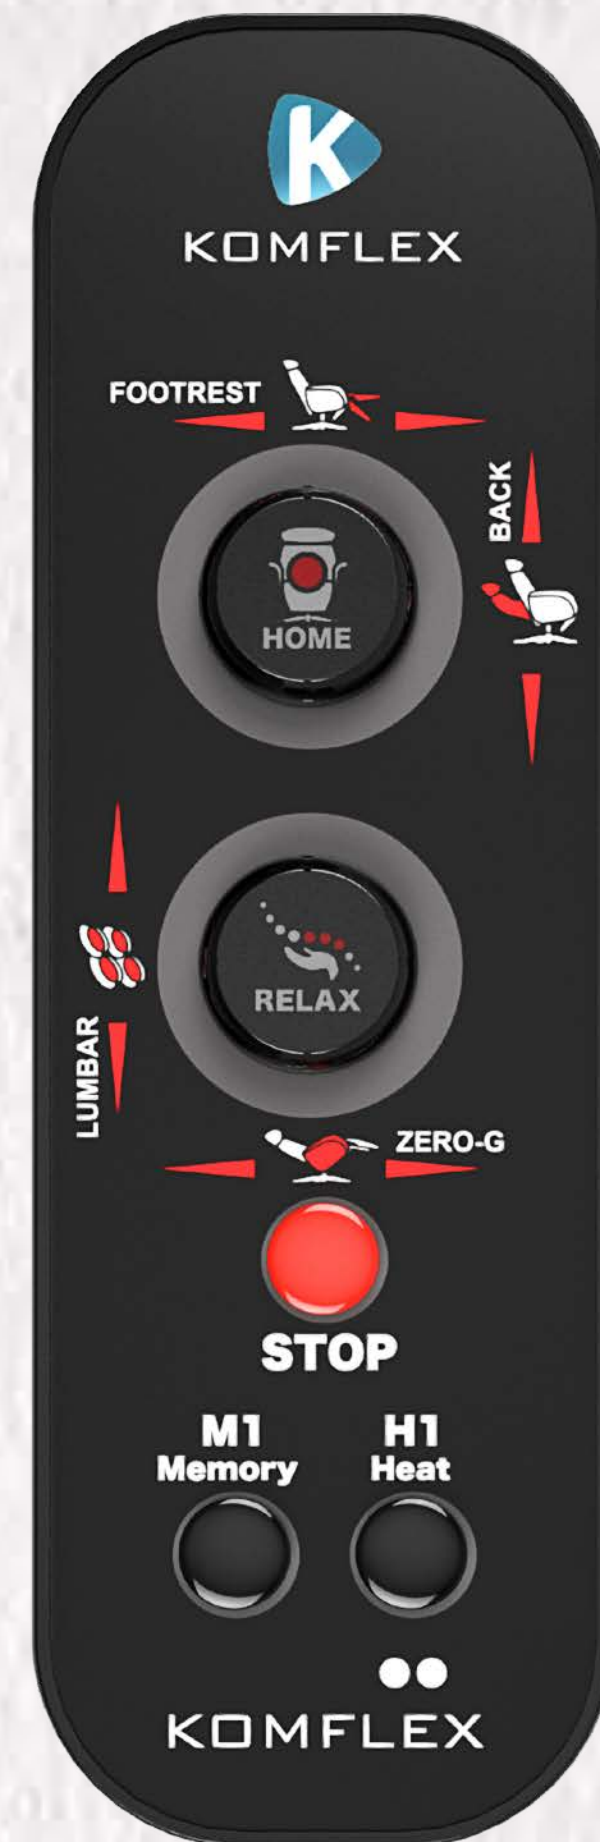 K
KOMFLEX
FOOTREST
BACK
HOME
RELAX
LUMBAR
ZERO-G
STOP
M1
Memory
H1
Heat
KOMFLEX